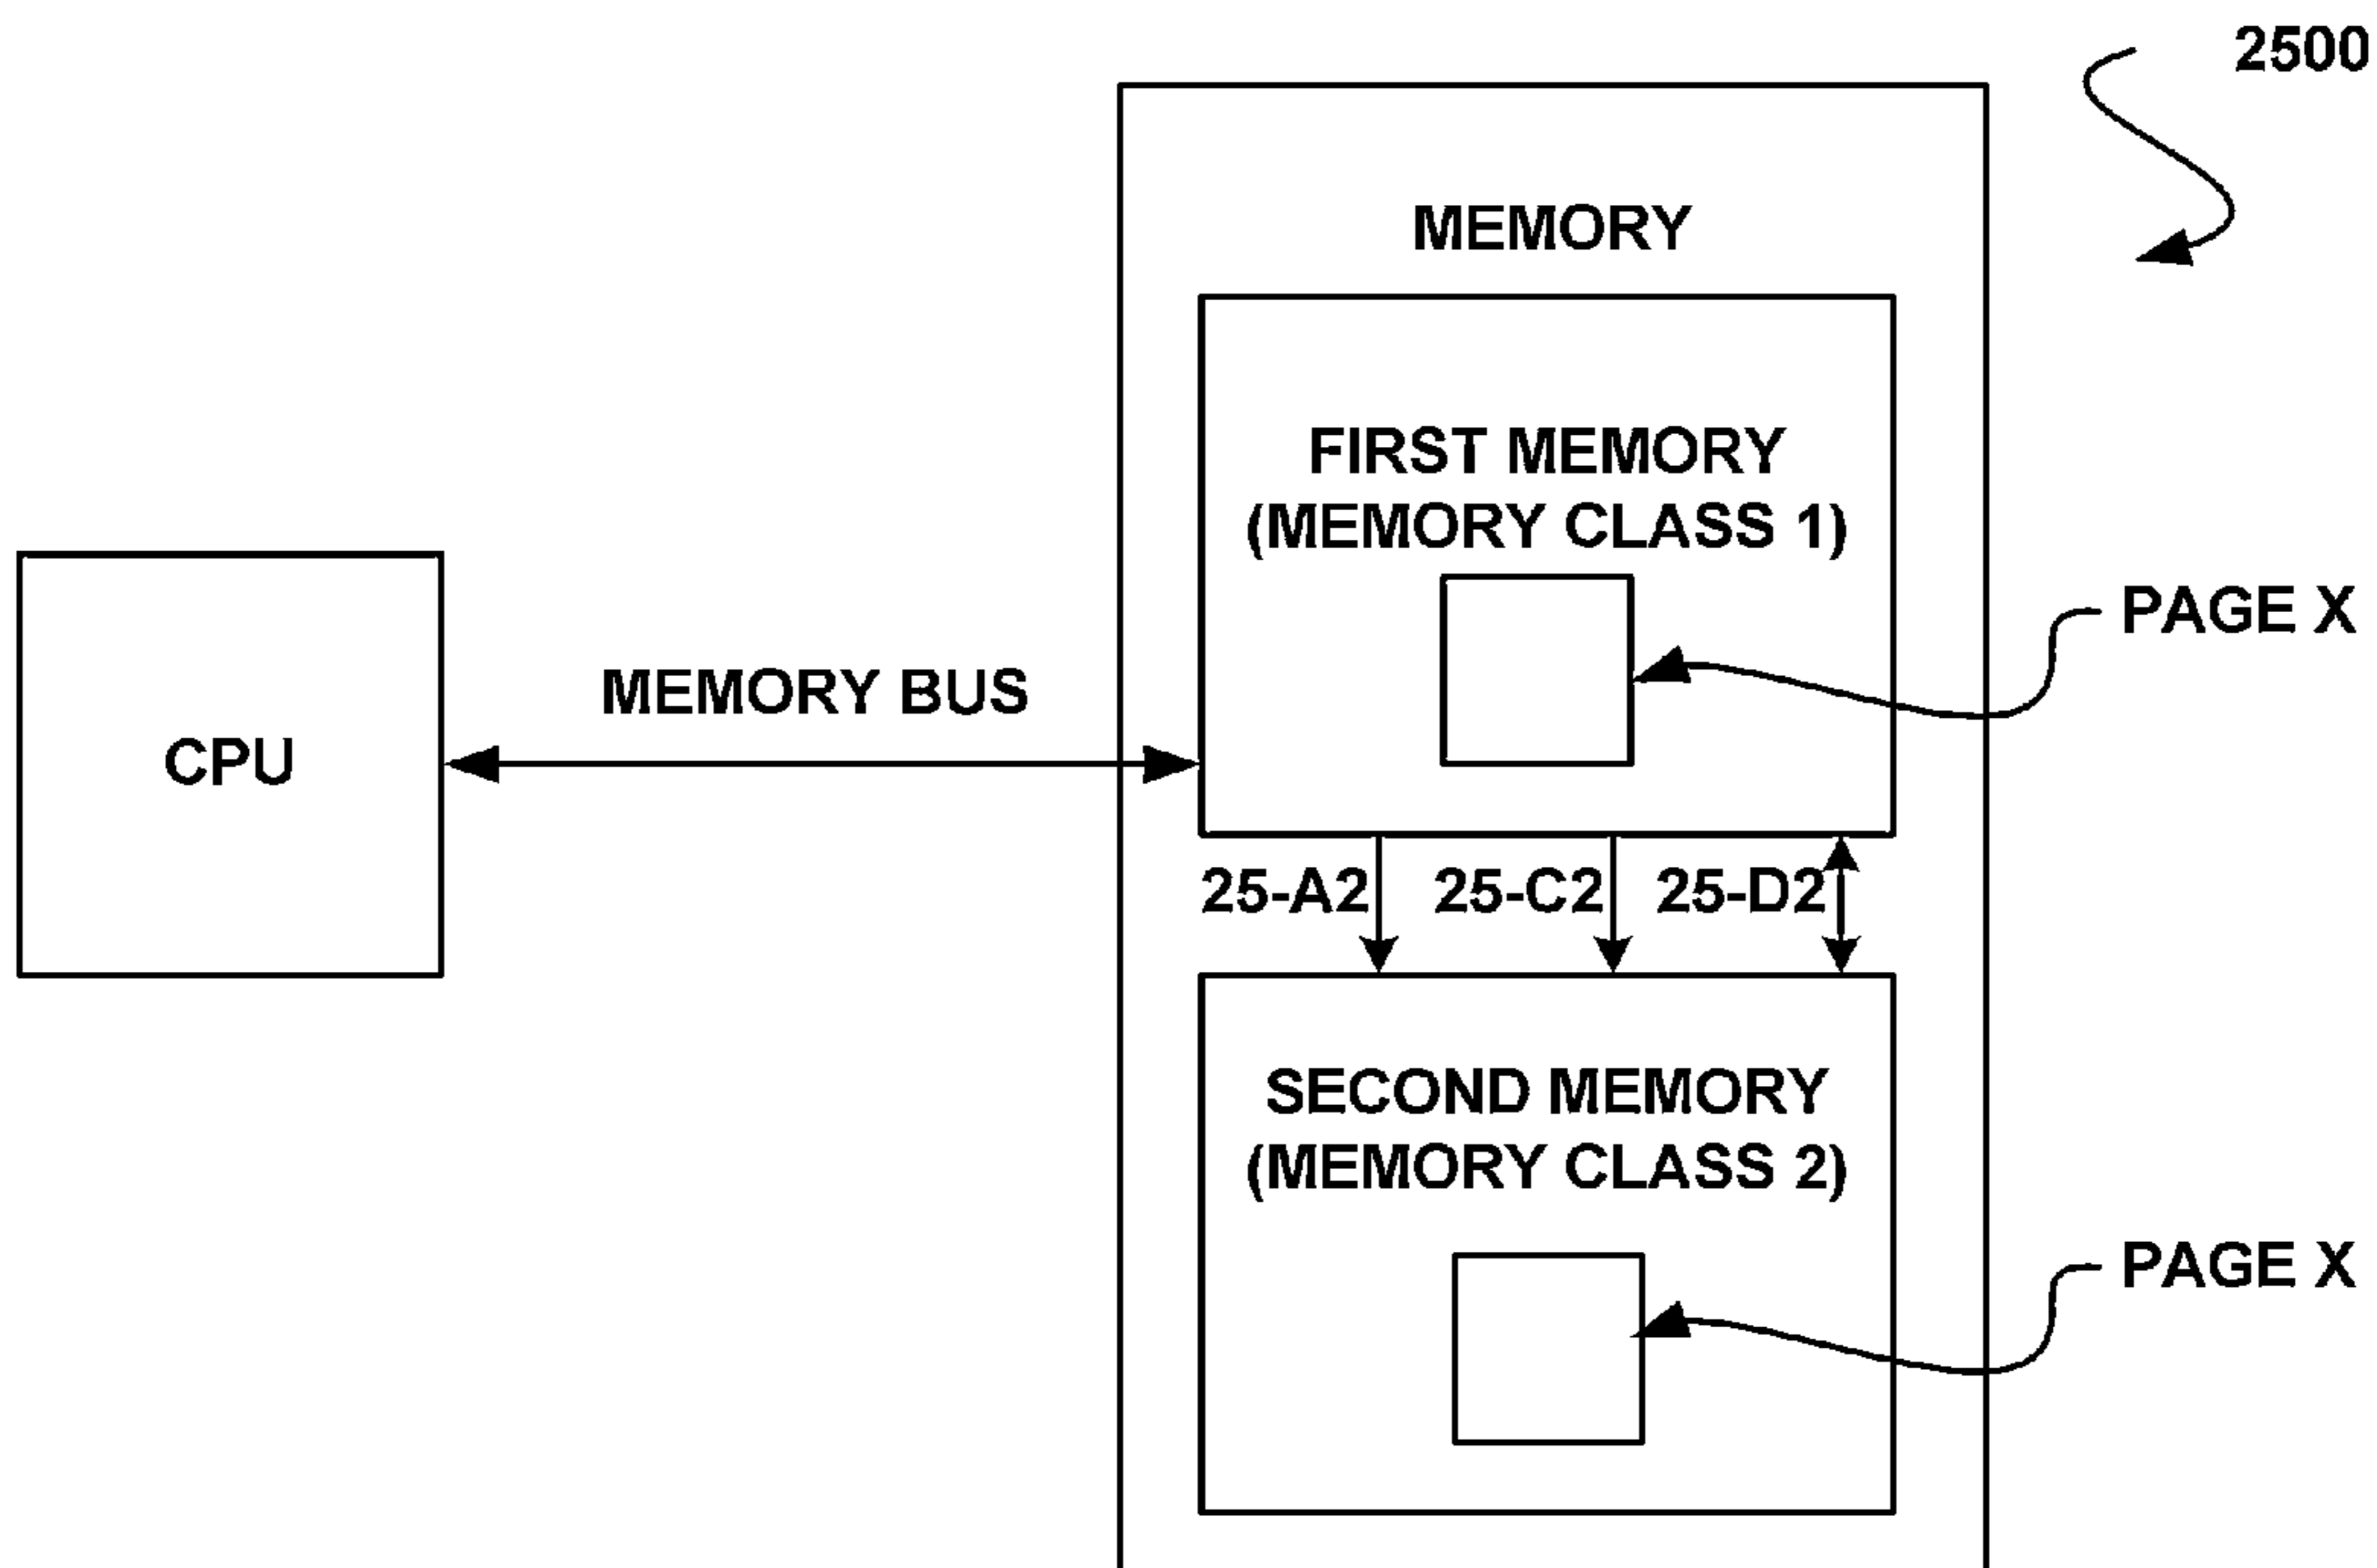 2500
MEMORY
FIRST MEMORY
(MEMORY CLASS 1)
PAGE X
MEMORY BUS
CPU
25-A2 25-C2 25-D2
SECOND MEMORY
(MEMORY CLASS 2)
PAGE X